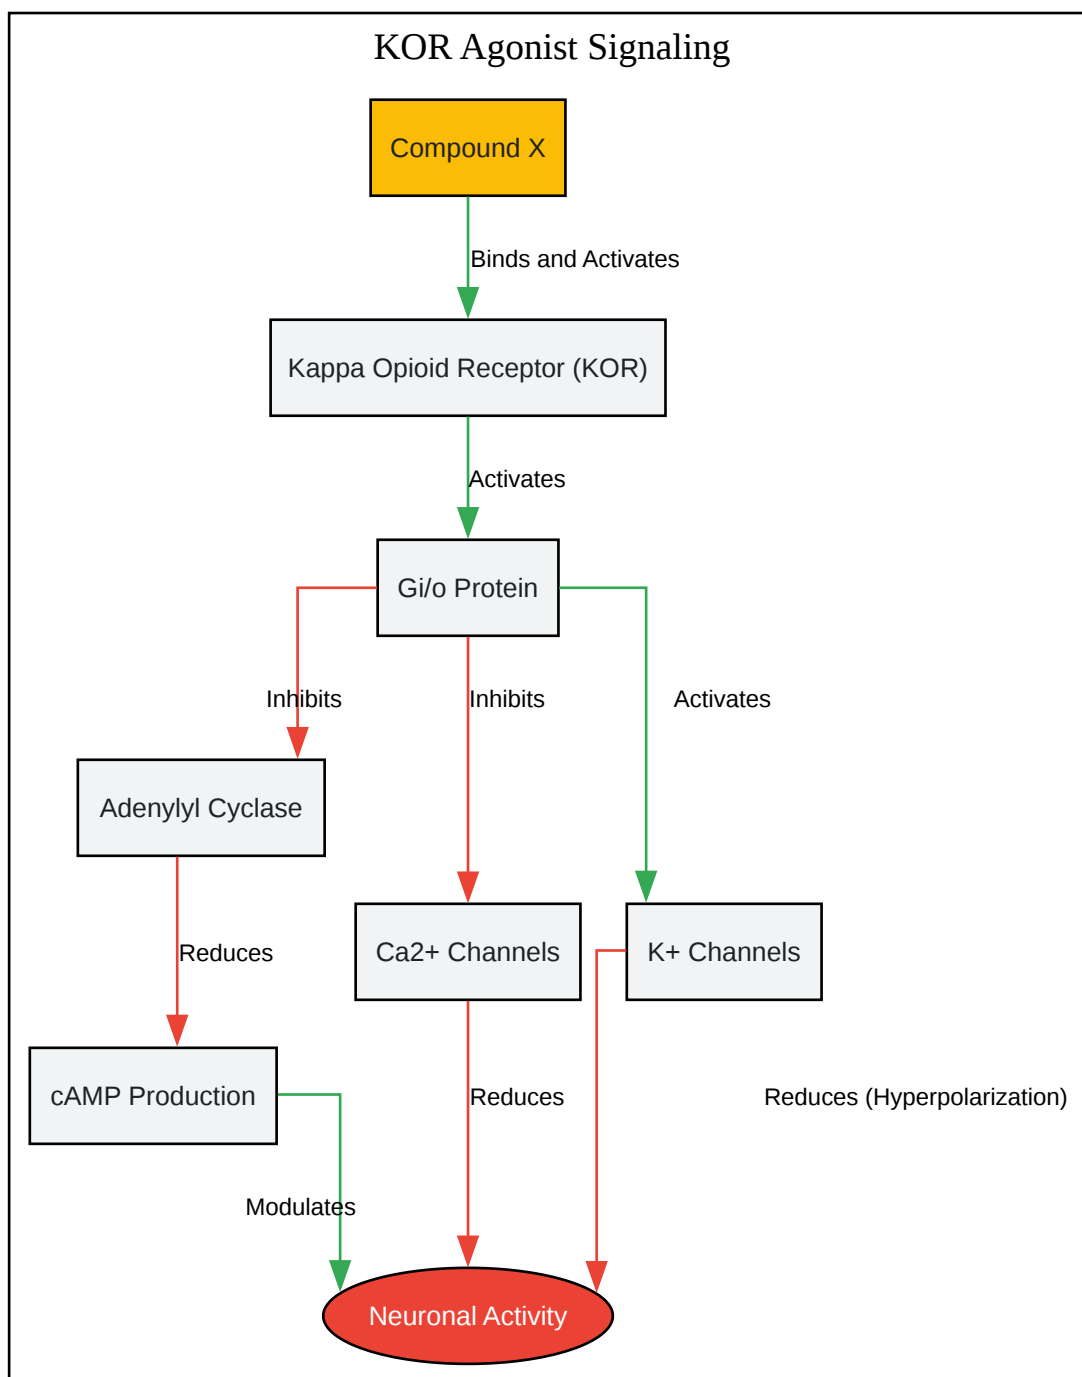 KOR Agonist Signaling
Compound X
Binds and Activates
Kappa Opioid Receptor (KOR)
Activates
Gi/o Protein
Inhibits
Inhibits
Activates
Adenylyl Cyclase
Ca2+ Channels
K+ Channels
Reduces
cAMP Production
Reduces
Reduces (Hyperpolarization)
Modulates
Neuronal Activity